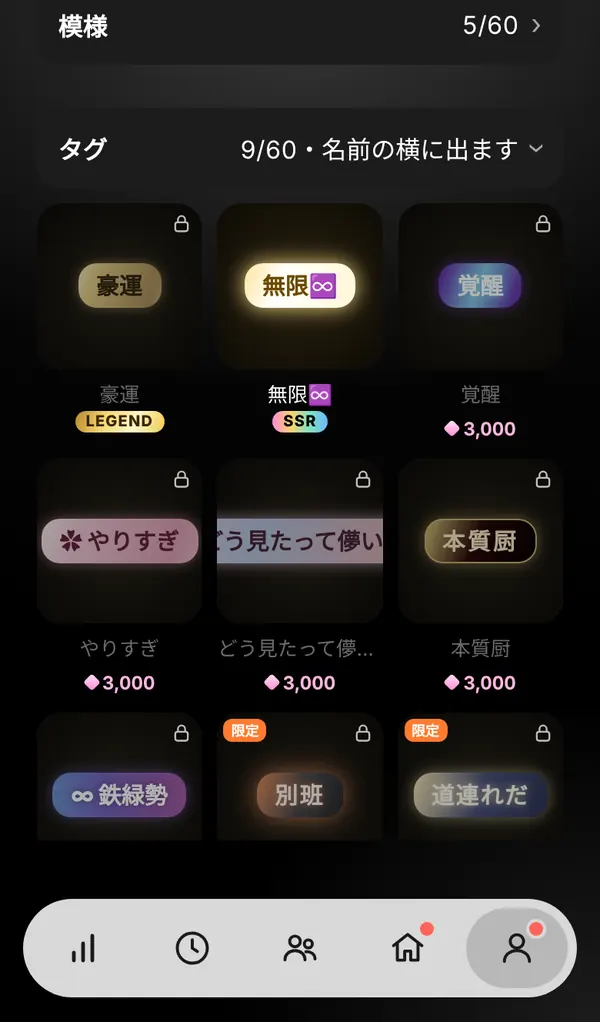 模様 5/60
タグ 9/60・名前の横に出ます
豪運
無限♾️
覚醒
豪運
LEGEND
無限♾️
SSR
覚醒
3,000
やりすぎ
どう見たって儚い
本質厨
やりすぎ
3,000
どう見たって儚...
3,000
本質厨
3,000
∞ 鉄緑勢
限定
別班
限定
道連れだ